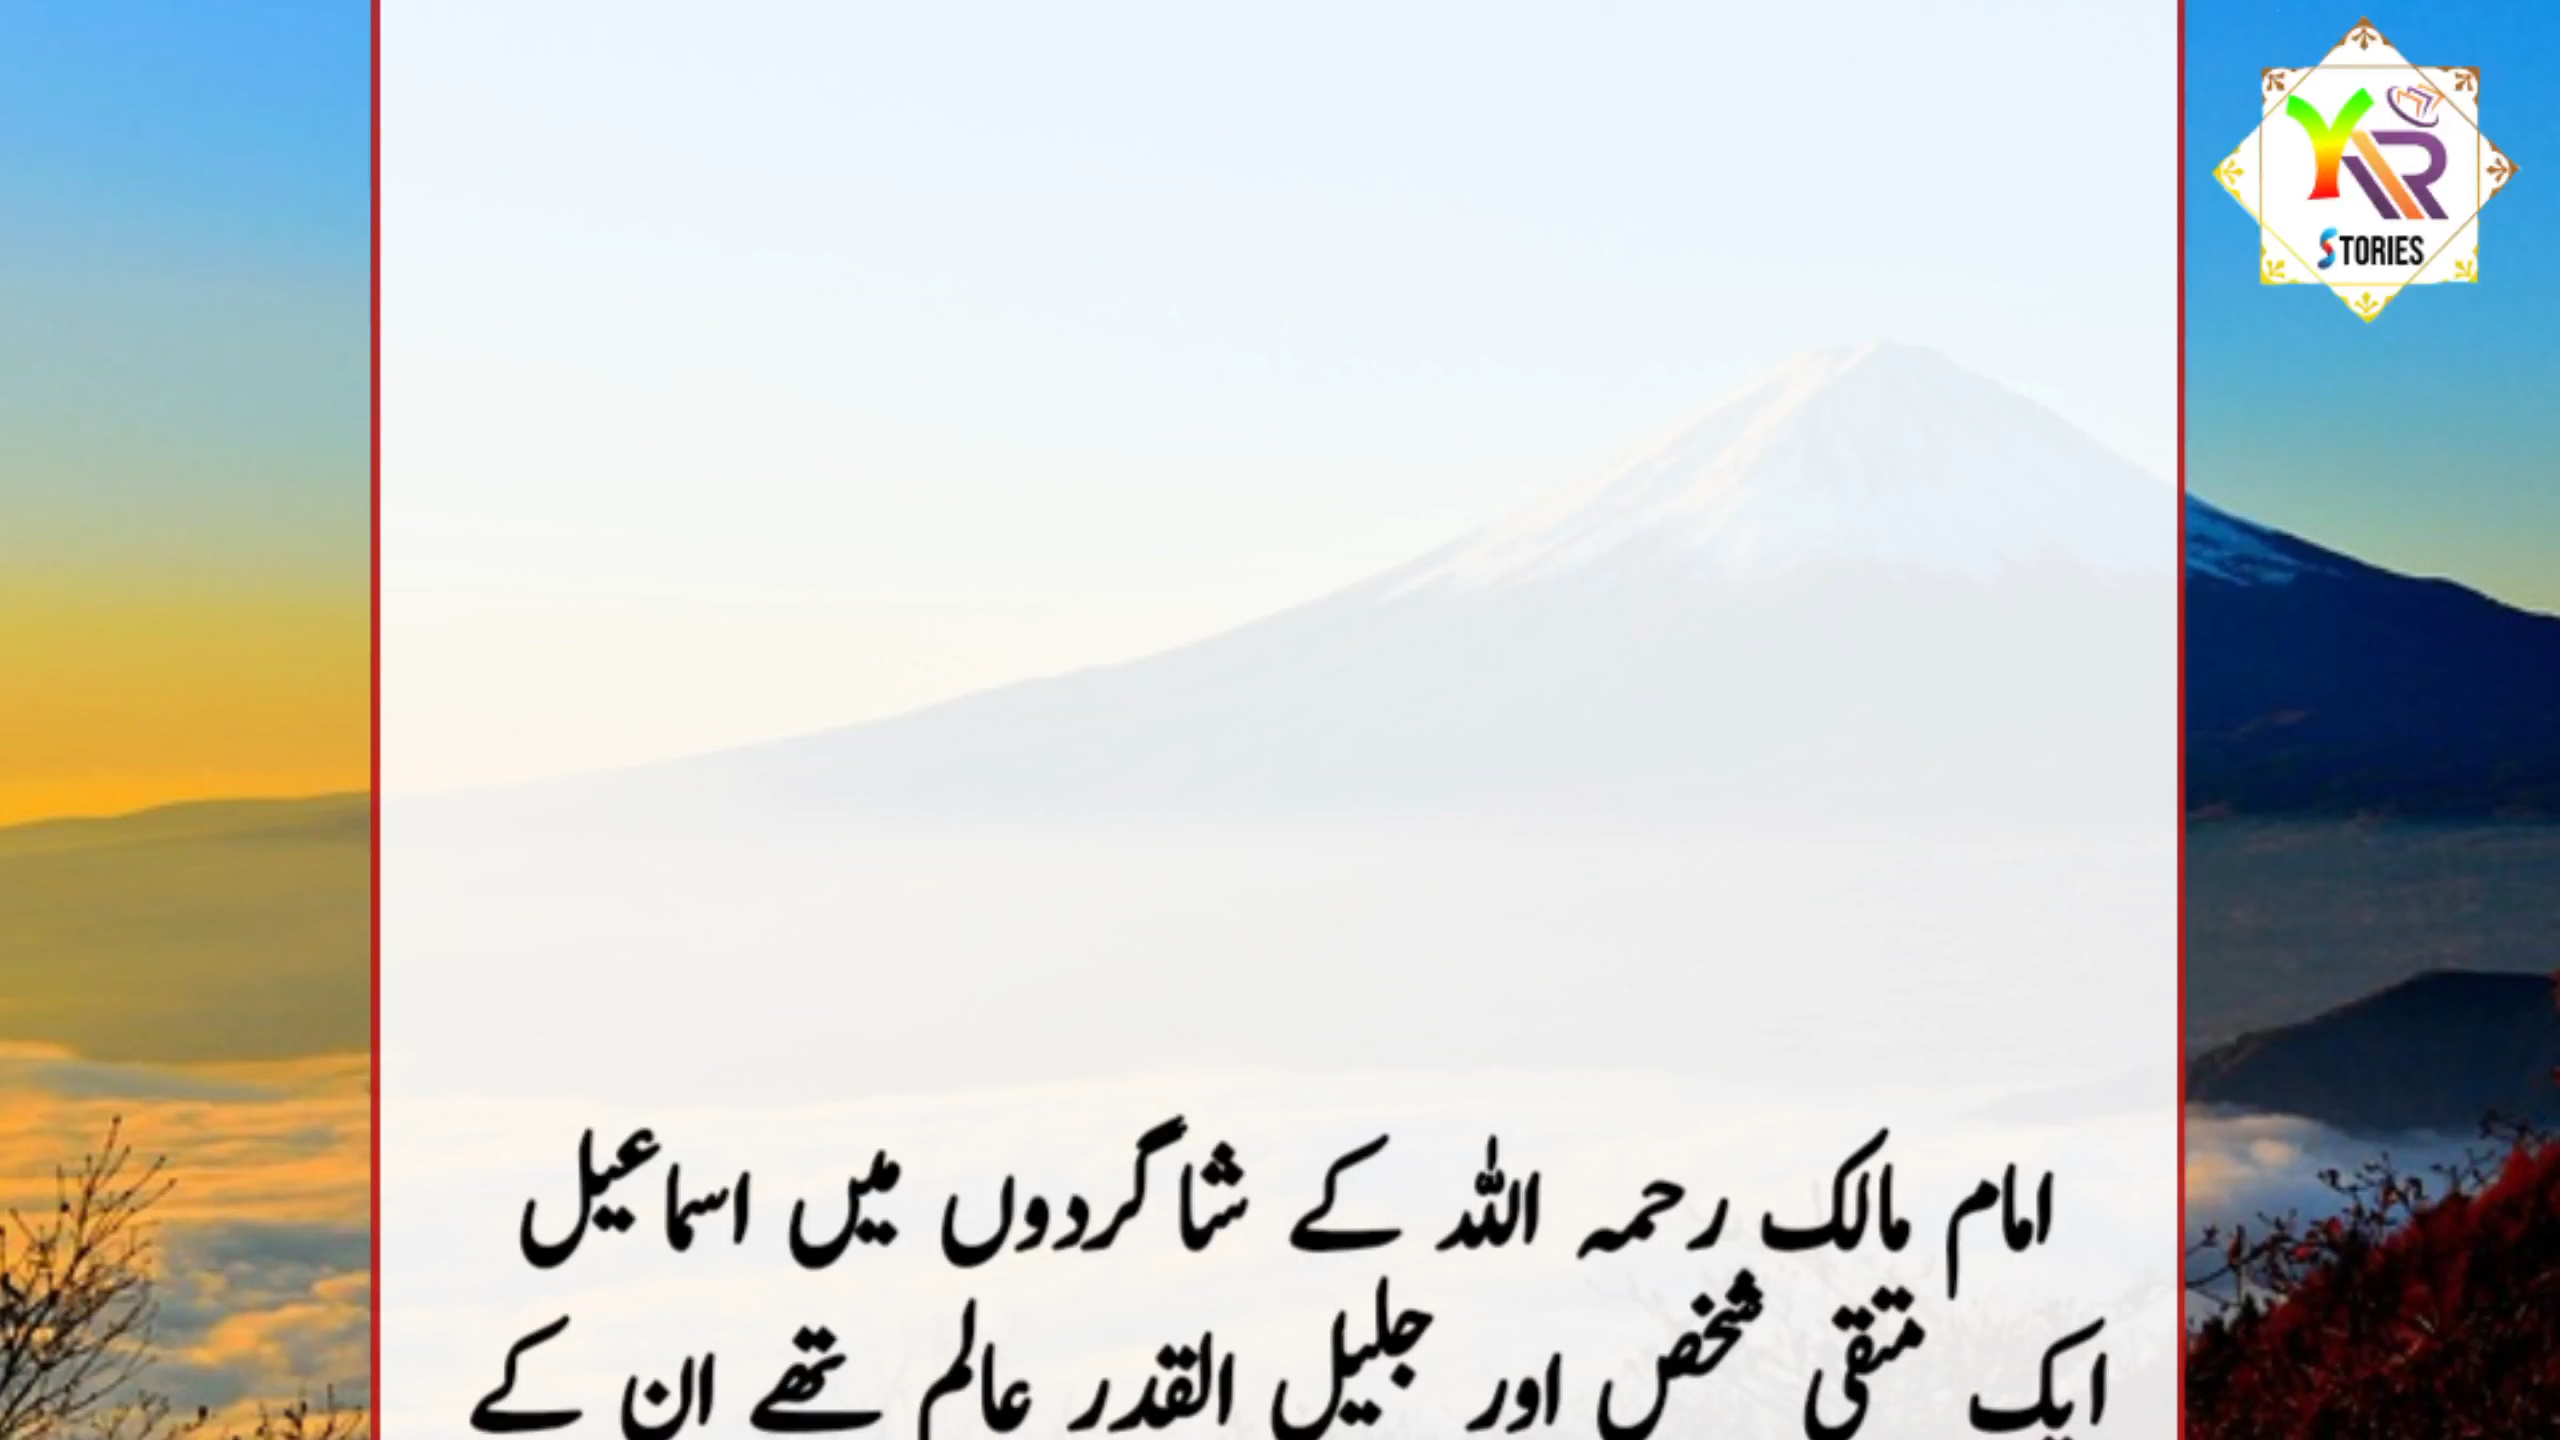 YR
STORIES
امام مالک رحمہ اللہ کے شاگردوں میں اسماعیل
ایک متقی شخص اور جلیل القدر عالم تھے ان کے